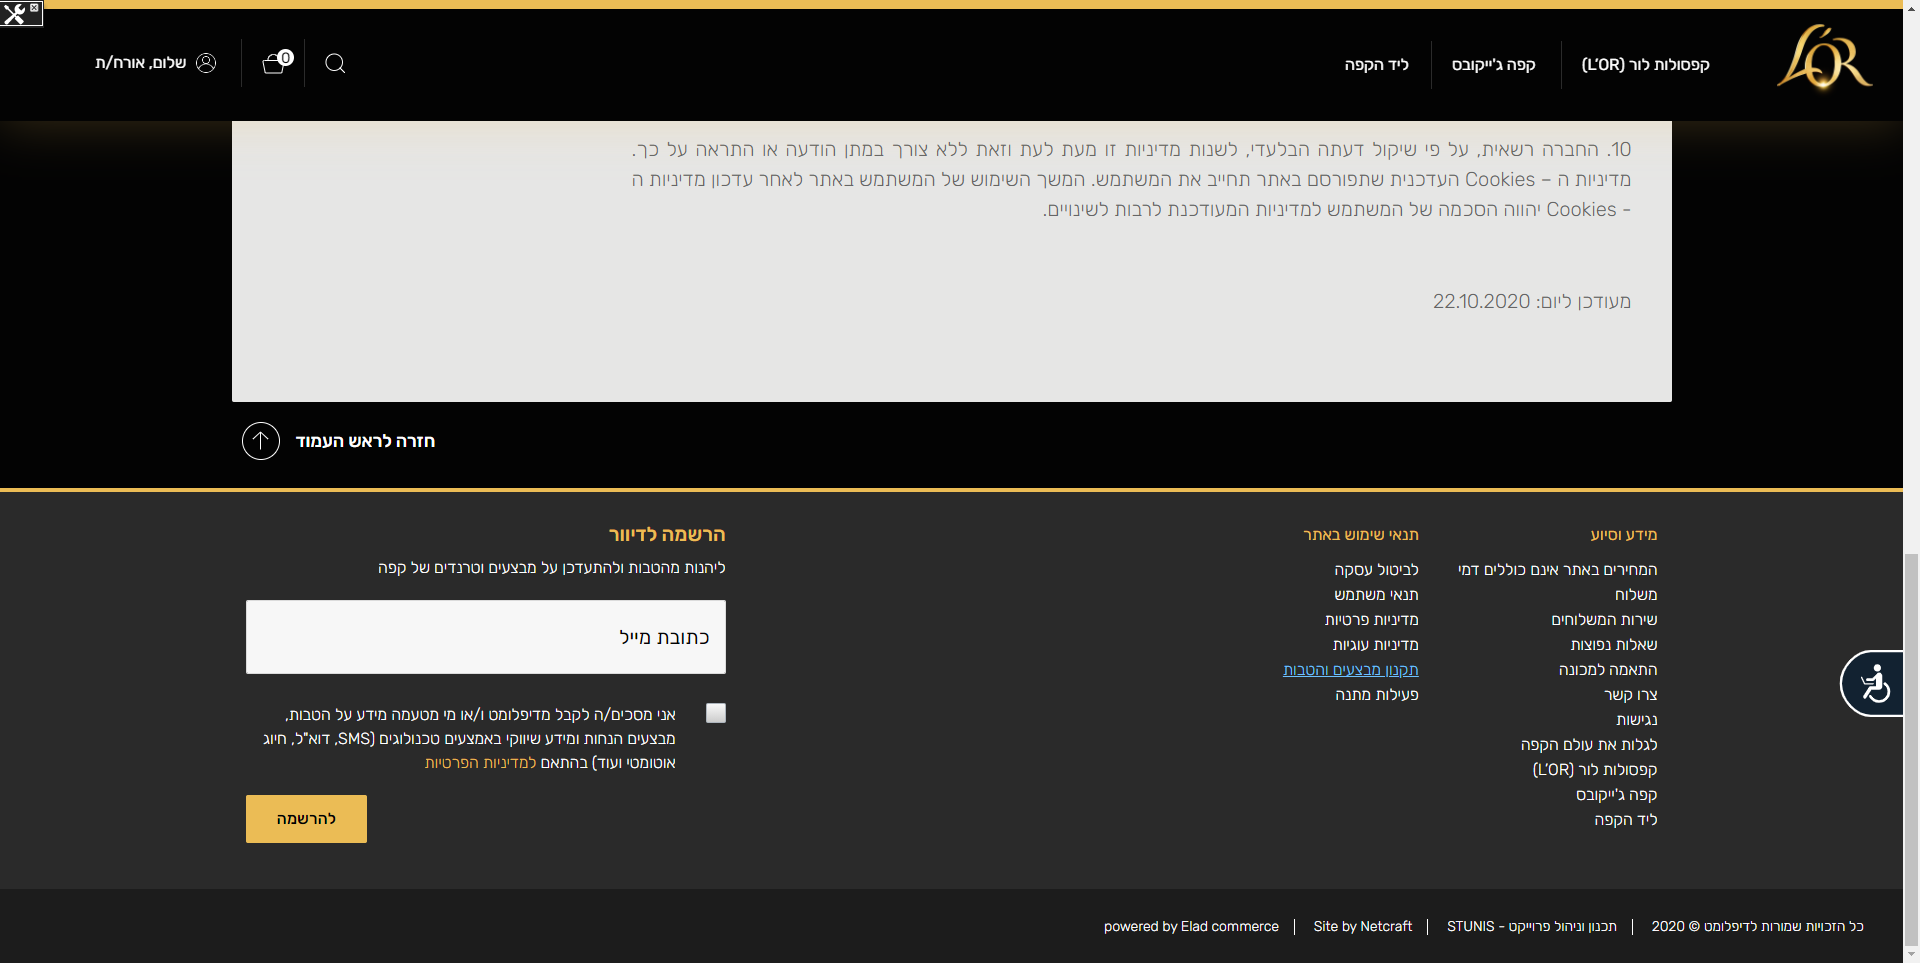 L'OR
קפסולות לור (L'OR)
קפה ג'ייקובס
ליד הקפה
0
שלום, אורח/ת
10. החברה רשאית, על פי שיקול דעתה הבלעדי, לשנות מדיניות זו מעת לעת וזאת ללא צורך במתן הודעה או התראה על כך.
מדיניות ה – Cookies העדכנית שתפורסם באתר תחייב את המשתמש. המשך השימוש של המשתמש באתר לאחר עדכון מדיניות ה
- Cookies יהווה הסכמה של המשתמש למדיניות המעודכנת לרבות לשינויים.
מעודכן ליום: 22.10.2020
חזרה לראש העמוד
מידע וסיוע
המחירים באתר אינם כוללים דמי
משלוח
שירות המשלוחים
שאלות נפוצות
התאמה למכונה
צרו קשר
נגישות
לגלות את עולם הקפה
קפסולות לור (L'OR)
קפה ג'ייקובס
ליד הקפה
תנאי שימוש באתר
לביטול עסקה
תנאי משתמש
מדיניות פרטיות
מדיניות עוגיות
תקנון מבצעים והטבות
פעילות מתנה
הרשמה לדיוור
ליהנות מהטבות ולהתעדכן על מבצעים וטרנדים של קפה
כתובת מייל
אני מסכים/ה לקבל מדיפלומט ו/או מי מטעמה מידע על הטבות,
מבצעים הנחות ומידע שיווקי באמצעים טכנולוגים (SMS, דוא"ל, חיוג
אוטומטי ועוד) בהתאם למדיניות הפרטיות
להרשמה
כל הזכויות שמורות לדיפלומט © 2020
תכנון וניהול פרוייקט - STUNIS
Site by Netcraft
powered by Elad commerce